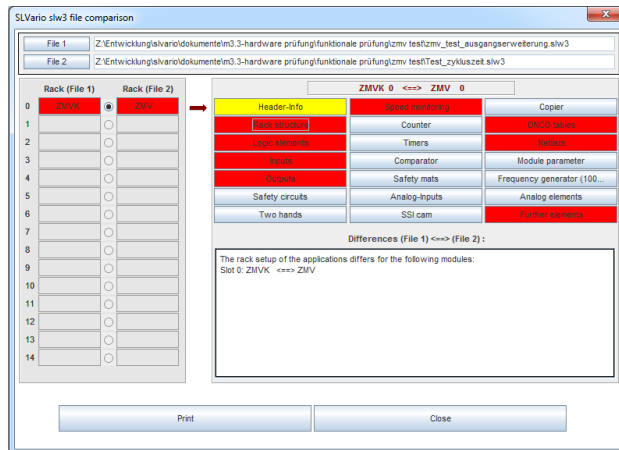 SLVario slw3 file comparison
x
File 1 Z:\Entwicklung\slvario\dokumente\m3.3-hardware prüfung\funktionale prüfung\zmv test\zmv_test_ausgangserweiterung.slw3
File 2 Z:\Entwicklung\slvario\dokumente\m3.3-hardware prüfung\funktionale prüfung\zmv test\Test_zykluszeit.slw3
Rack (File 1) Rack (File 2)
0 ZMVK ZMV
1
2
3
4
5
6
7
8
9
10
11
12
13
14
ZMVK 0 <==> ZMV 0
Header-Info Speed monitoring Copier
Rack structure Counter DNCO tables
Logic elements Timers Netlists
Inputs Comparator Module parameter
Outputs Safety mats Frequency generator (100...
Safety circuits Analog-Inputs Analog elements
Two hands SSI cam Further elements
Differences (File 1) <==> (File 2) :
The rack setup of the applications differs for the following modules:
Slot 0: ZMVK <==> ZMV
Print Close